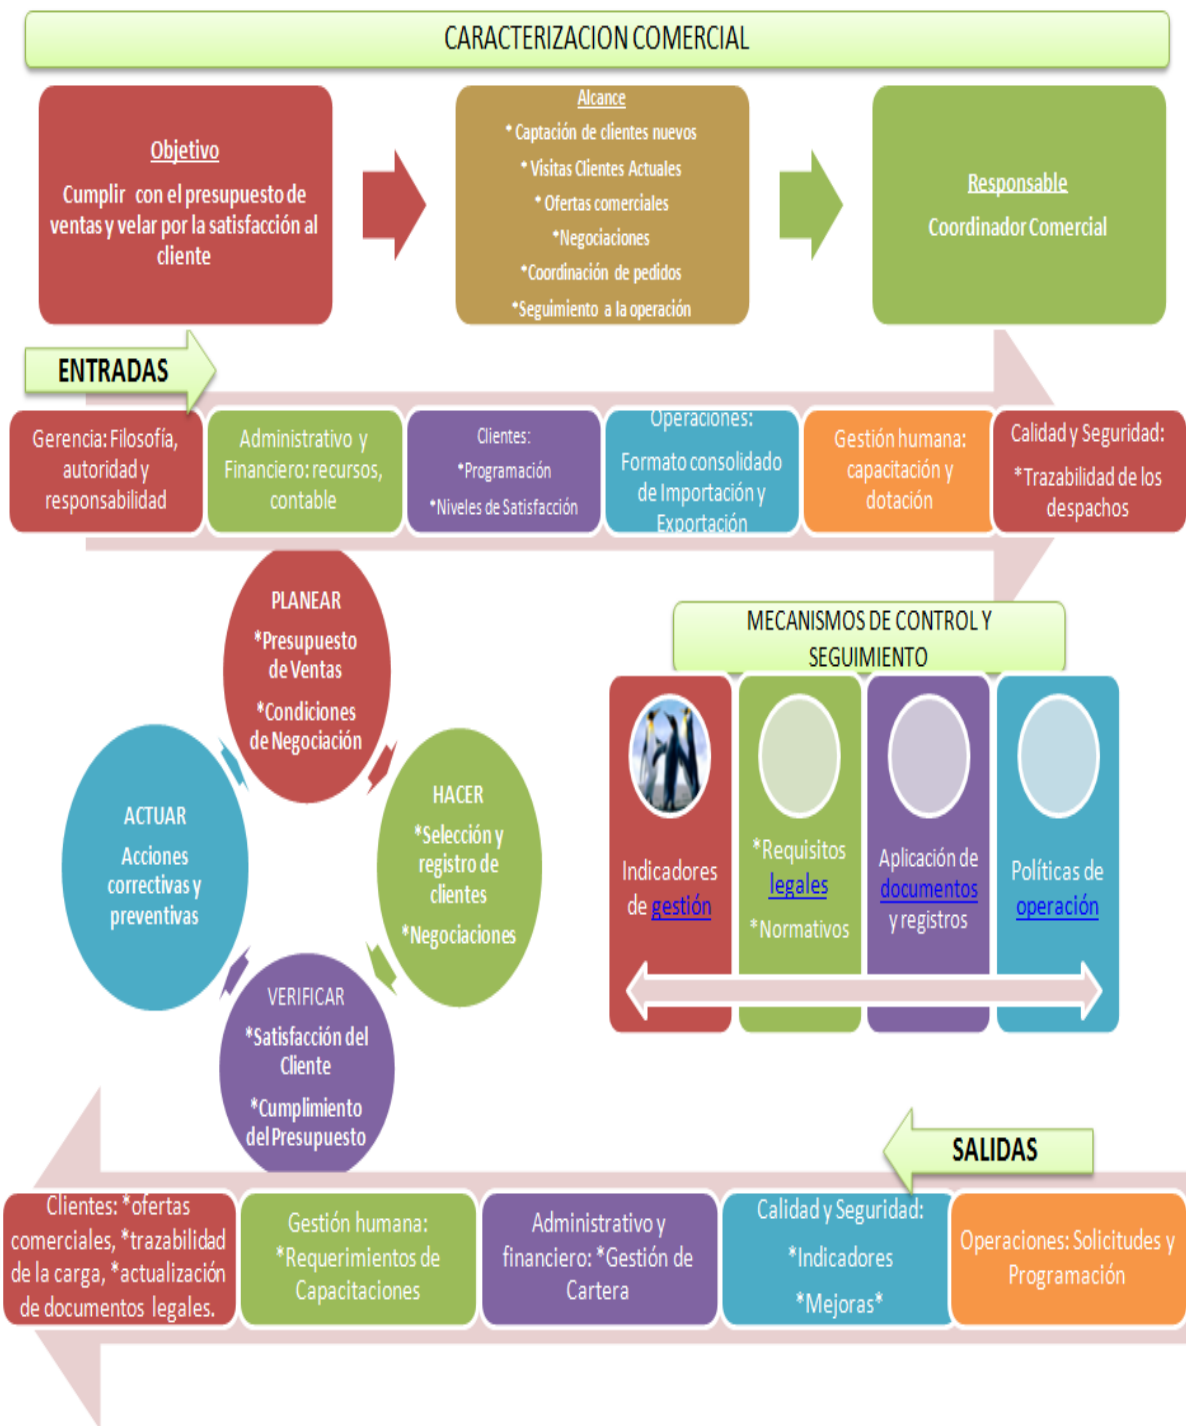 CARACTERIZACION COMERCIAL
Objetivo
Cumplir con el presupuesto de
ventas y velar por la satisfacción al
cliente
Alcance
* Captación de clientes nuevos
* Visitas Clientes Actuales
* Ofertas comerciales
*Negociaciones
*Coordinación de pedidos
*Seguimiento a la operación
Responsable
Coordinador Comercial
ENTRADAS
Gerencia: Filosofía,
autoridad y
responsabilidad
Administrativo y
Financiero: recursos,
contable
Clientes:
*Programación
*Niveles de Satisfacción
Operaciones:
Formato consolidado
de Importación y
Exportación
Gestión humana:
capacitación y
dotación
Calidad y Seguridad:
*Trazabilidad de los
despachos
PLANEAR
*Presupuesto
de Ventas
*Condiciones
de Negociación
HACER
*Selección y
registro de
clientes
*Negociaciones
VERIFICAR
*Satisfacción del
Cliente
*Cumplimiento
del Presupuesto
ACTUAR
Acciones
correctivas y
preventivas
MECANISMOS DE CONTROL Y
SEGUIMIENTO
Indicadores
de gestión
*Requisitos
legales
*Normativos
Aplicación de
documentos
y registros
Políticas de
operación
SALIDAS
Clientes: *ofertas
comerciales, *trazabilidad
de la carga, *actualización
de documentos legales.
Gestión humana:
*Requerimientos de
Capacitaciones
Administrativo y
financiero: *Gestión de
Cartera
Calidad y Seguridad:
*Indicadores
*Mejoras*
Operaciones: Solicitudes y
Programación